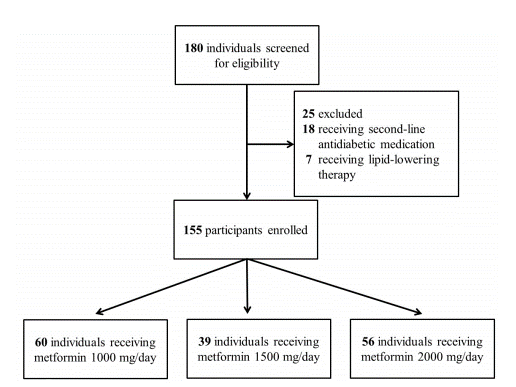 180 individuals screened
for eligibility
25 excluded
18 receiving second-line
antidiabetic medication
7 receiving lipid-lowering
therapy
155 participants enrolled
60 individuals receiving
metformin 1000 mg/day
39 individuals receiving
metformin 1500 mg/day
56 individuals receiving
metformin 2000 mg/day